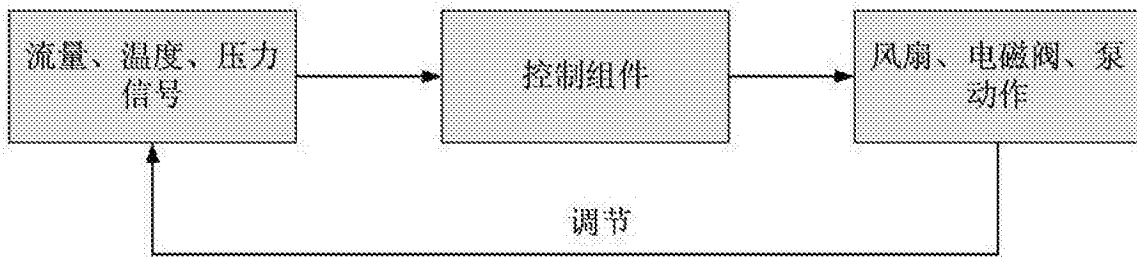 流量、温度、压力
信号
控制组件
风扇、电磁阀、泵
动作
调节